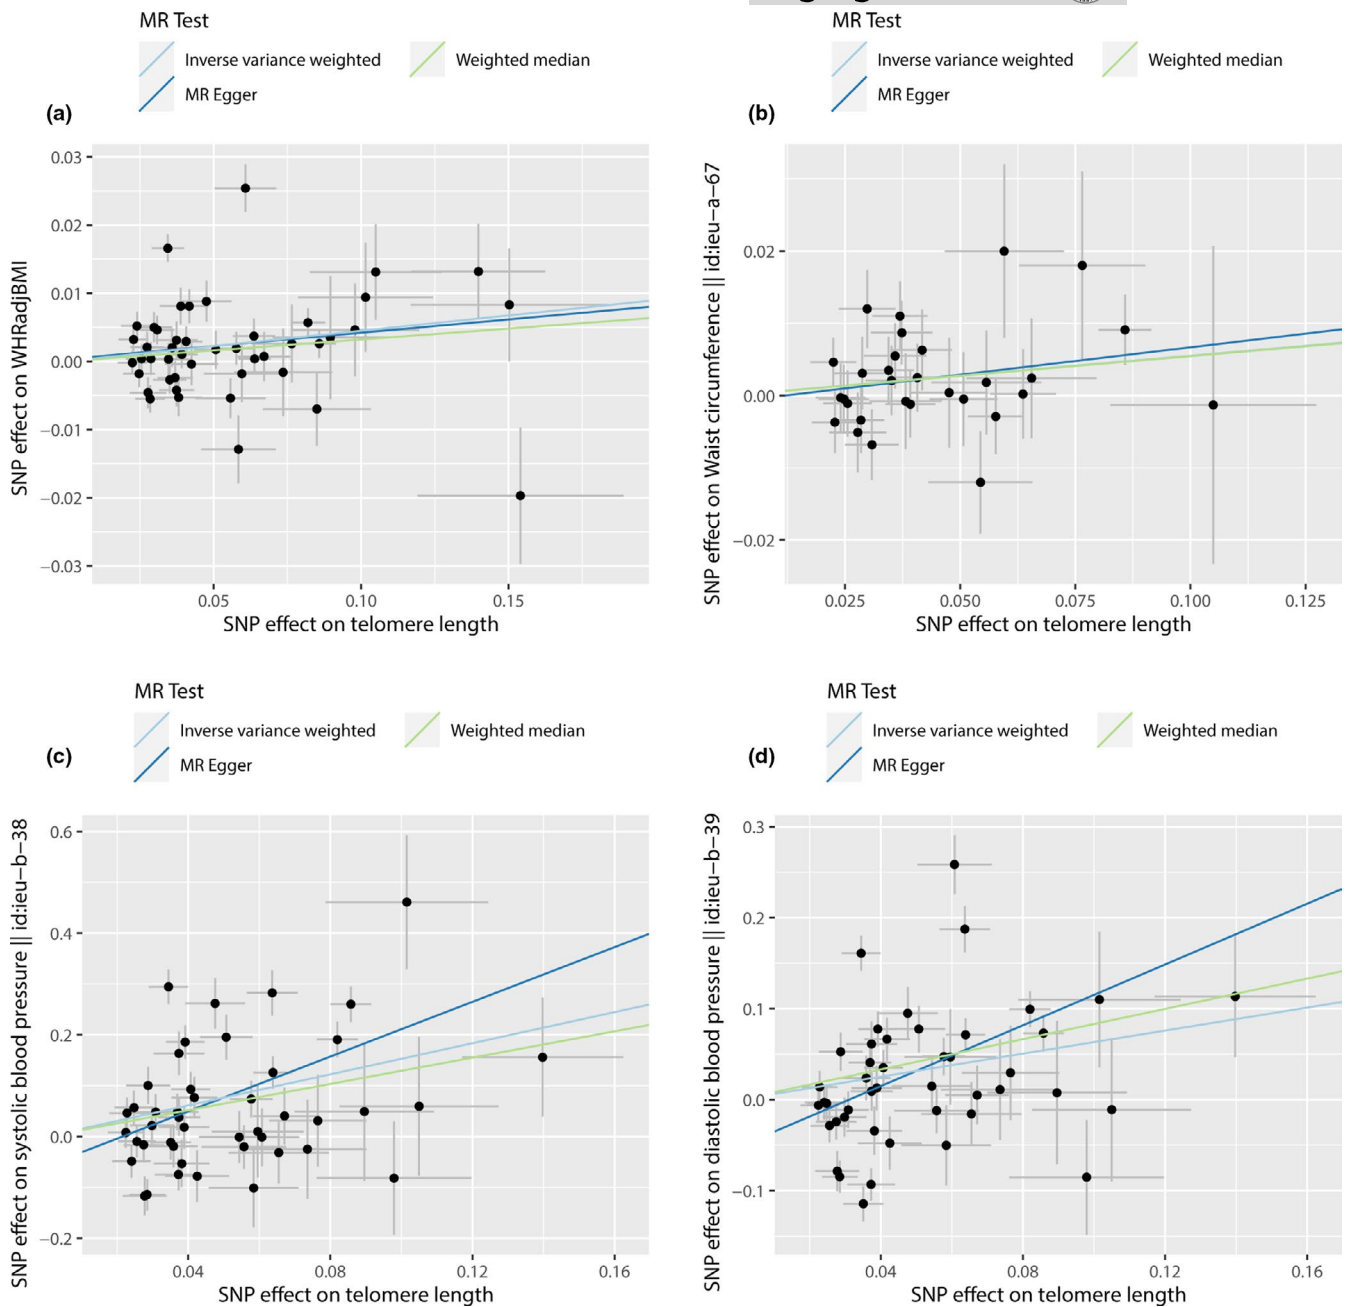 MR Test
Inverse variance weighted
Weighted median
MR Egger
(a)
SNP effect on WHRadjBMI
0.03
0.02
0.01
0.00
−0.01
−0.02
−0.03
0.05
0.10
0.15
SNP effect on telomere length
MR Test
Inverse variance weighted
Weighted median
MR Egger
(b)
SNP effect on Waist circumference || id:ieu−a−67
0.02
0.00
−0.02
0.025
0.050
0.075
0.100
0.125
SNP effect on telomere length
MR Test
Inverse variance weighted
Weighted median
MR Egger
(c)
SNP effect on systolic blood pressure || id:ieu−b−38
0.6
0.4
0.2
0.0
−0.2
0.04
0.08
0.12
0.16
SNP effect on telomere length
MR Test
Inverse variance weighted
Weighted median
MR Egger
(d)
SNP effect on diastolic blood pressure || id:ieu−b−39
0.3
0.2
0.1
0.0
−0.1
0.04
0.08
0.12
0.16
SNP effect on telomere length